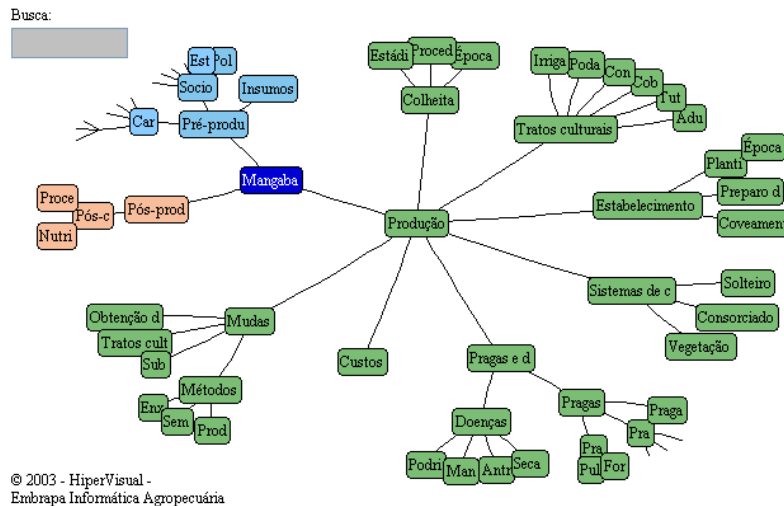 Busca:
Est
Pol
Socio
Insumos
Car
Pré-produ
Mangaba
Proce
Pós-c
Pós-prod
Nutri
Estádi
Proced
Época
Colheita
Irriga
Poda
Con
Cob
Tut
Adu
Tratos culturais
Época
Planti
Preparo d
Estabelecimento
Coveament
Produção
Sistemas de c
Solteiro
Consorciado
Vegetação
Obtenção d
Mudas
Tratos cult
Sub
Métodos
Enx
Sem
Prod
Custos
Pragas e d
Doenças
Podri
Man
Antr
Seca
Pragas
Praga
Pra
Pra
Pul
For
© 2003 - HiperVisual -
Embrapa Informática Agropecuária